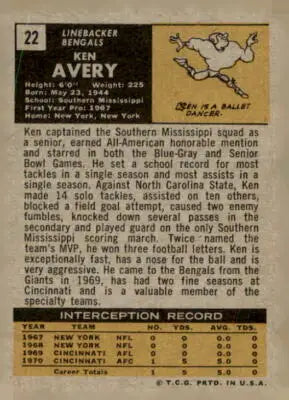 22
LINEBACKER
BENGALS
KEN
AVERY
Height: 6'0" Weight: 225
Born: May 23, 1944
School: Southern Mississippi
First Year Pro: 1967
Home: New York, New York
KEN IS A BALLET
DANCER.
Ken captained the Southern Mississippi squad as
a senior, earned All-American honorable mention
and starred in both the Blue-Gray and Senior
Bowl Games. He set a school record for most
tackles in a single season and most assists in a
single season. Against North Carolina State, Ken
made 14 solo tackles, assisted on ten others,
blocked a field goal attempt, caused two enemy
fumbles, knocked down several passes in the
secondary and played guard on the only Southern
Mississippi scoring march. Twice named the
team's MVP, he won three football letters. Ken is
exceptionally fast, has a nose for the ball and is
very aggressive. He came to the Bengals from the
Giants in 1969, has had two fine seasons at
Cincinnati and is a valuable member of the
specialty teams.
INTERCEPTION RECORD
YEAR TEAM NO. YDS. AVG. TDS.
1967 NEW YORK NFL 0 0 0.0 0
1968 NEW YORK NFL 0 0 0.0 0
1969 CINCINNATI AFL 0 0 0.0 0
1970 CINCINNATI AFC 1 5 5.0 0
Career Totals 1 5 5.0 0
© T.C.G. PRTD. IN U.S.A.